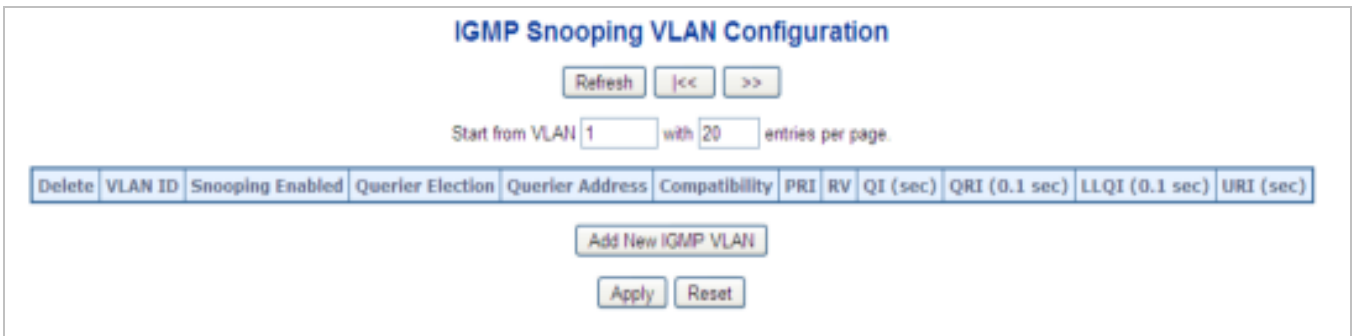 IGMP Snooping VLAN Configuration
Refresh |<< >>
Start from VLAN 1 with 20 entries per page.
Delete VLAN ID Snooping Enabled Querier Election Querier Address Compatibility PRI RV QI (sec) QRI (0.1 sec) LLQI (0.1 sec) URI (sec)
Add New IGMP VLAN
Apply Reset